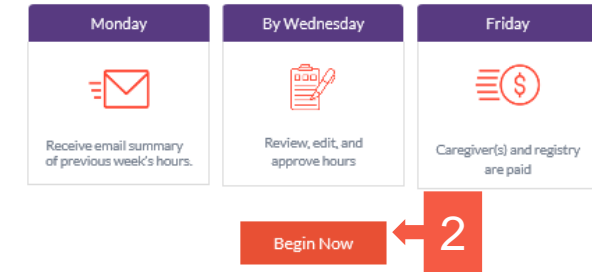 Monday
By Wednesday
Friday
Receive email summary
of previous week's hours.
Review, edit, and
approve hours
Caregiver(s) and registry
are paid
Begin Now
2